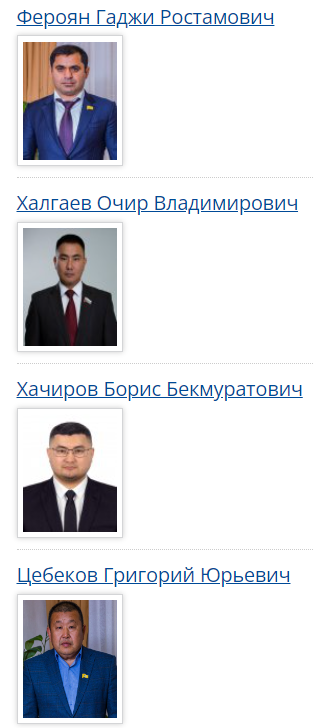 Фероян Гаджи Ростамович
Халгаев Очир Владимирович
Хачиров Борис Бекмуратович
Цебеков Григорий Юрьевич